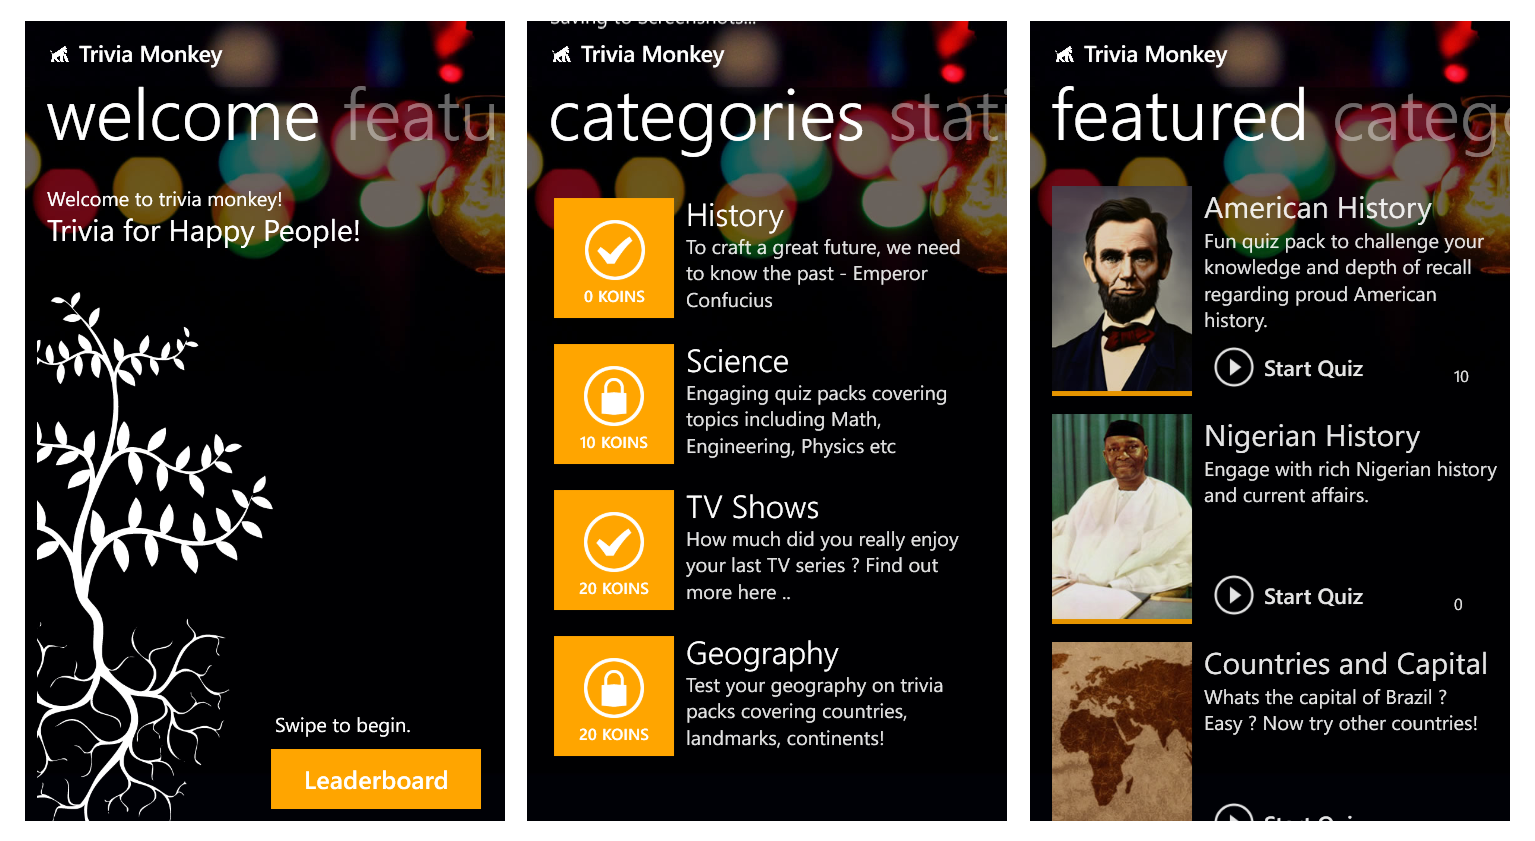 Trivia Monkey
welcome featu
Welcome to trivia monkey!
Trivia for Happy People!
Swipe to begin.
Leaderboard
Saving to Screenshots...
Trivia Monkey
categories stati
History
To craft a great future, we need
to know the past - Emperor
Confucius
0 KOINS
Science
Engaging quiz packs covering
topics including Math,
Engineering, Physics etc
10 KOINS
TV Shows
How much did you really enjoy
your last TV series ? Find out
more here ..
20 KOINS
Geography
Test your geography on trivia
packs covering countries,
landmarks, continents!
20 KOINS
Trivia Monkey
featured catego
American History
Fun quiz pack to challenge your
knowledge and depth of recall
regarding proud American
history.
Start Quiz 10
Nigerian History
Engage with rich Nigerian history
and current affairs.
Start Quiz 0
Countries and Capital
Whats the capital of Brazil ?
Easy ? Now try other countries!
Start Quiz